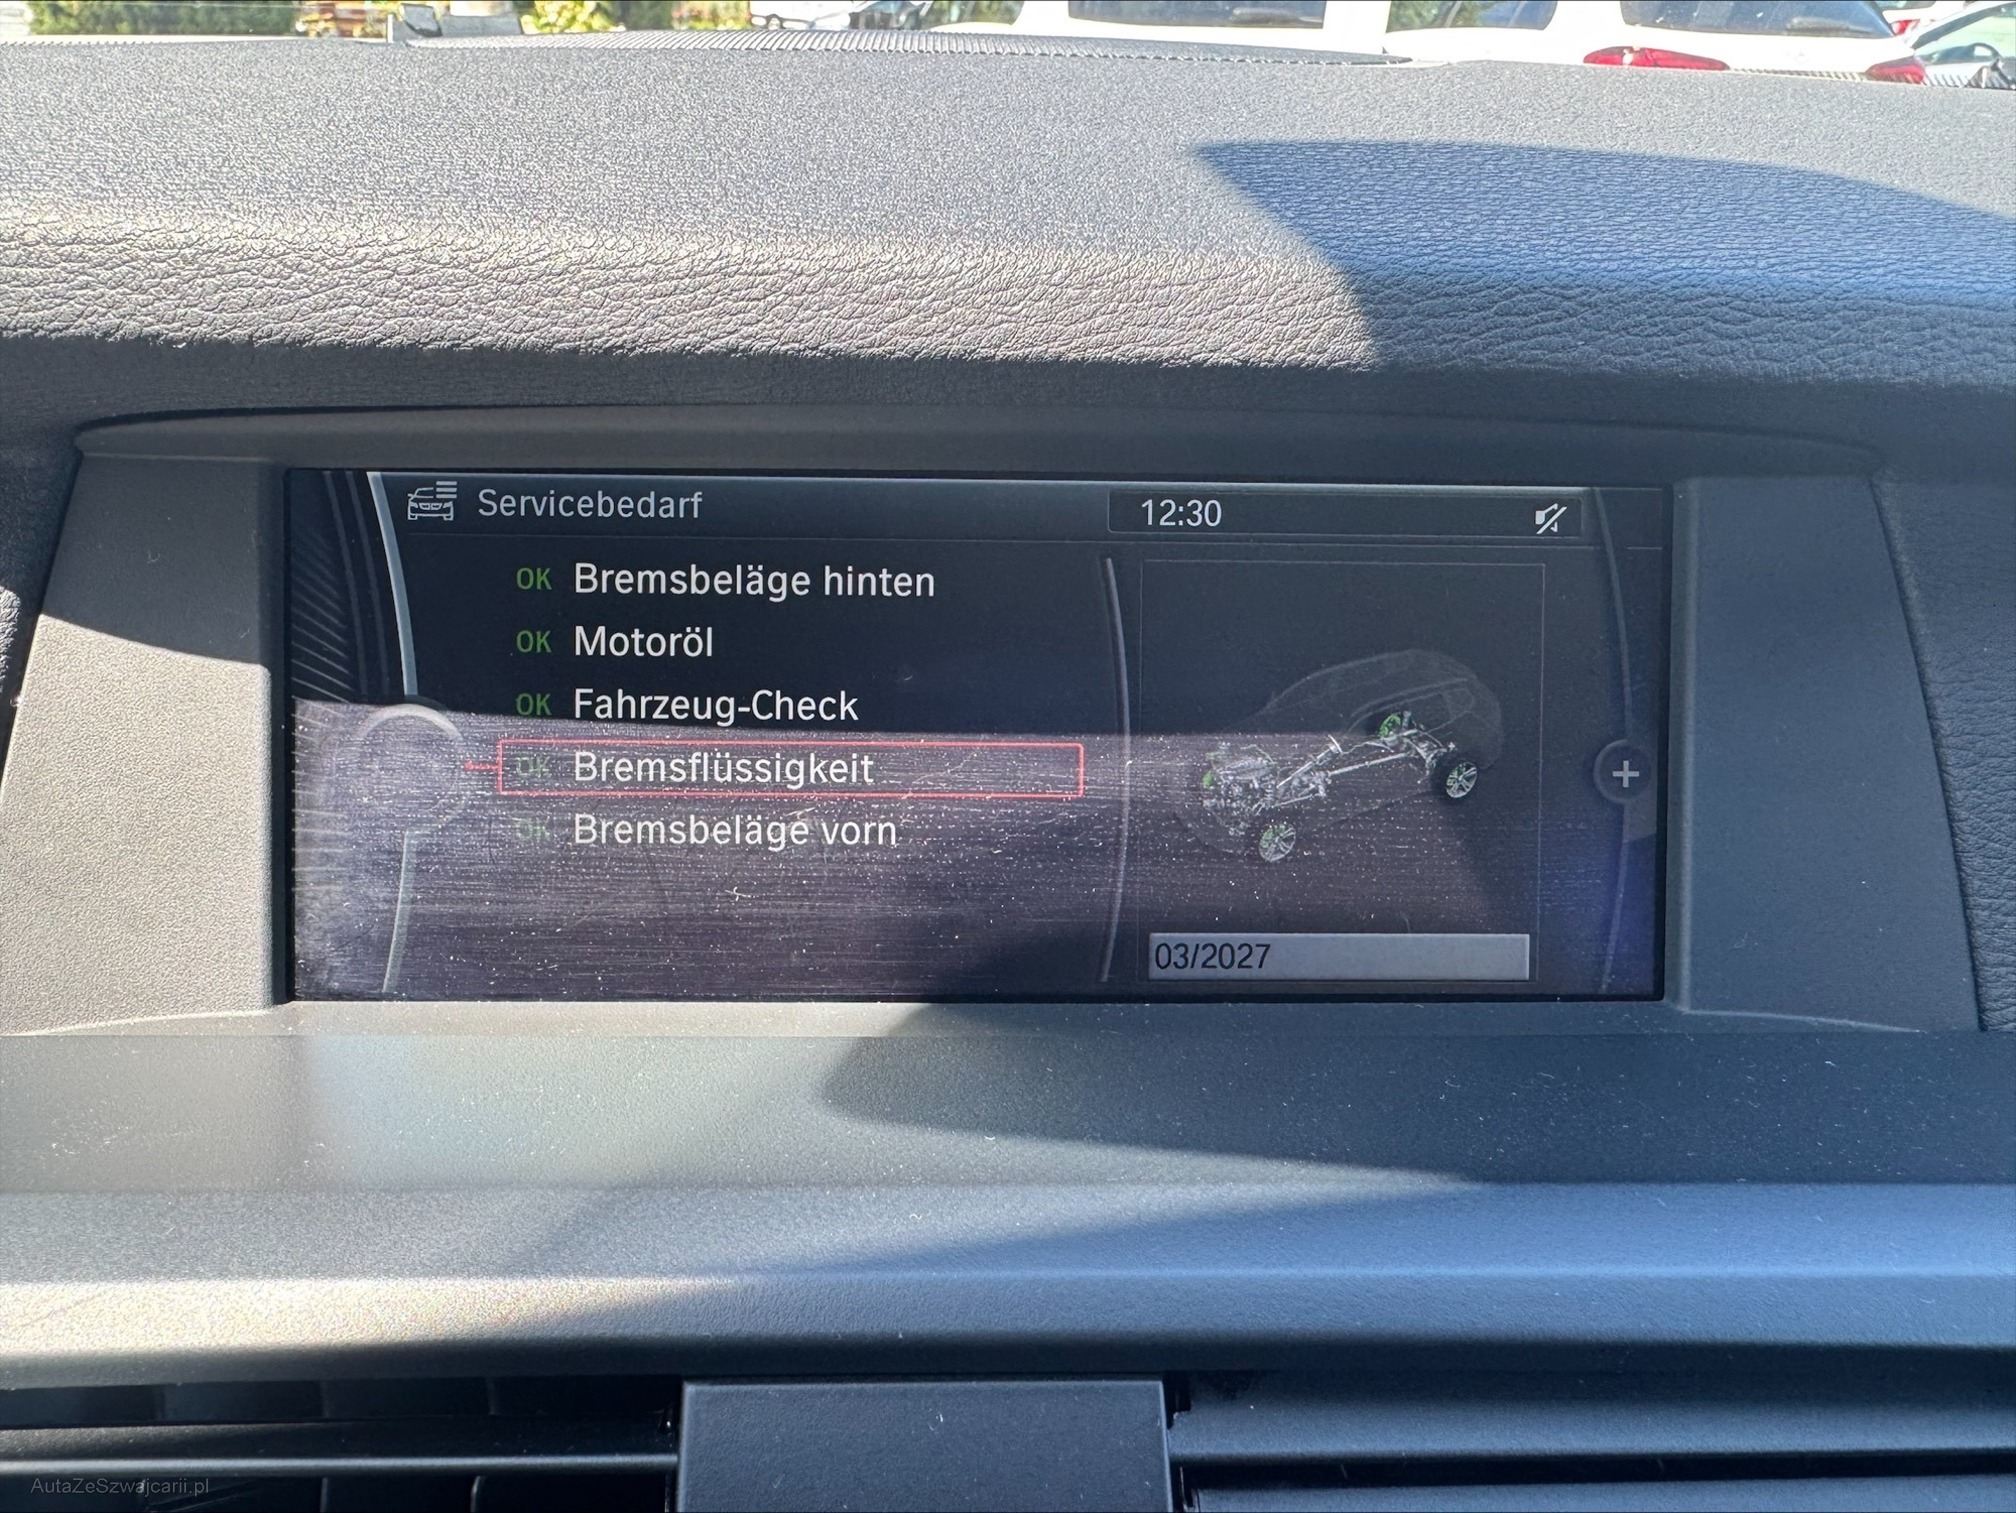 Servicebedarf
12:30
OK Bremsbeläge hinten
OK Motoröl
OK Fahrzeug-Check
OK Bremsflüssigkeit
OK Bremsbeläge vorn
+
03/2027
AutaZeSzwajcarii.pl